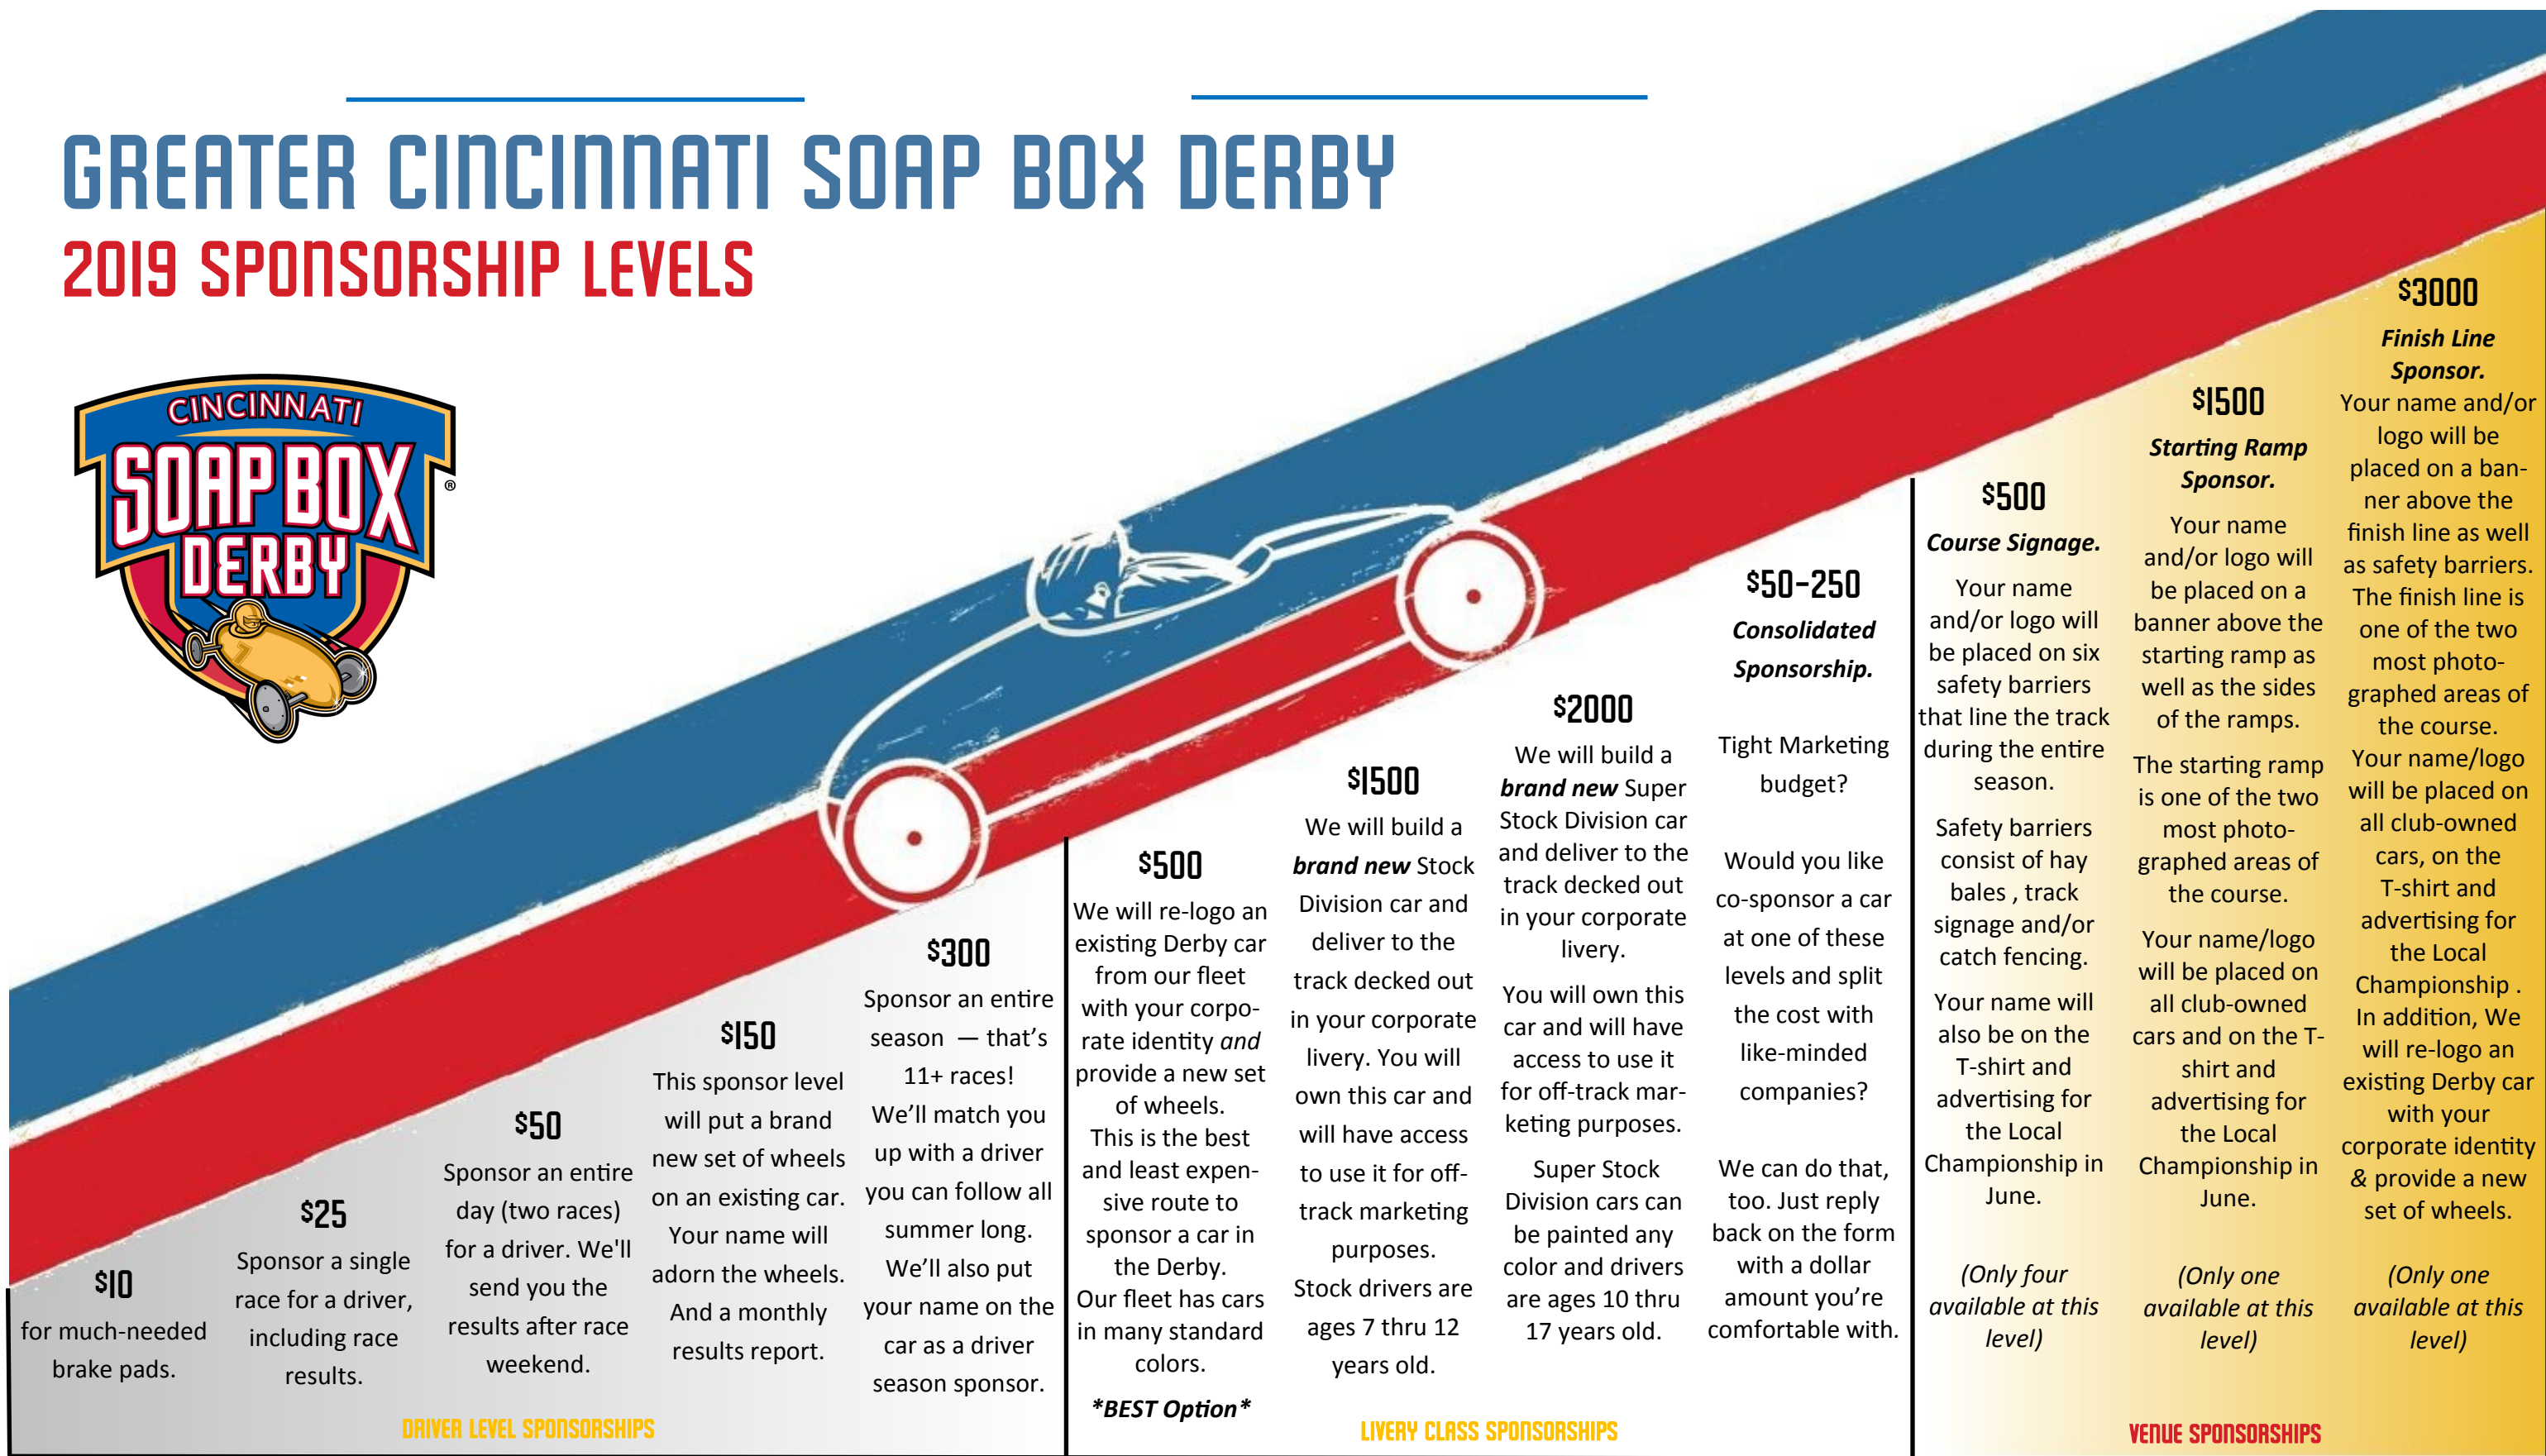 GREATER CINCINNATI SOAP BOX DERBY
2019 SPONSORSHIP LEVELS
CINCINNATI
SOAP BOX
DERBY
®
$10
for much-needed
brake pads.
$25
Sponsor a single
race for a driver,
including race
results.
$50
Sponsor an entire
day (two races)
for a driver. We'll
send you the
results after race
weekend.
$150
This sponsor level
will put a brand
new set of wheels
on an existing car.
Your name will
adorn the wheels.
And a monthly
results report.
$300
Sponsor an entire
season — that’s
11+ races!
We’ll match you
up with a driver
you can follow all
summer long.
We’ll also put
your name on the
car as a driver
season sponsor.
DRIVER LEVEL SPONSORSHIPS
$500
We will re-logo an
existing Derby car
from our fleet
with your corpo-
rate identity and
provide a new set
of wheels.
This is the best
and least expen-
sive route to
sponsor a car in
the Derby.
Our fleet has cars
in many standard
colors.
*BEST Option*
$1500
We will build a
brand new Stock
Division car and
deliver to the
track decked out
in your corporate
livery. You will
own this car and
will have access
to use it for off-
track marketing
purposes.
Stock drivers are
ages 7 thru 12
years old.
$2000
We will build a
brand new Super
Stock Division car
and deliver to the
track decked out
in your corporate
livery.
You will own this
car and will have
access to use it
for off-track mar-
keting purposes.
Super Stock
Division cars can
be painted any
color and drivers
are ages 10 thru
17 years old.
$50-250
Consolidated
Sponsorship.
Tight Marketing
budget?
Would you like
co-sponsor a car
at one of these
levels and split
the cost with
like-minded
companies?
We can do that,
too. Just reply
back on the form
with a dollar
amount you’re
comfortable with.
LIVERY CLASS SPONSORSHIPS
$500
Course Signage.
Your name
and/or logo will
be placed on six
safety barriers
that line the track
during the entire
season.
Safety barriers
consist of hay
bales , track
signage and/or
catch fencing.
Your name will
also be on the
T-shirt and
advertising for
the Local
Championship in
June.
(Only four
available at this
level)
$1500
Starting Ramp
Sponsor.
Your name
and/or logo will
be placed on a
banner above the
starting ramp as
well as the sides
of the ramps.
The starting ramp
is one of the two
most photo-
graphed areas of
the course.
Your name/logo
will be placed on
all club-owned
cars and on the T-
shirt and
advertising for
the Local
Championship in
June.
(Only one
available at this
level)
$3000
Finish Line
Sponsor.
Your name and/or
logo will be
placed on a ban-
ner above the
finish line as well
as safety barriers.
The finish line is
one of the two
most photo-
graphed areas of
the course.
Your name/logo
will be placed on
all club-owned
cars, on the
T-shirt and
advertising for
the Local
Championship .
In addition, We
will re-logo an
existing Derby car
with your
corporate identity
& provide a new
set of wheels.
(Only one
available at this
level)
VENUE SPONSORSHIPS